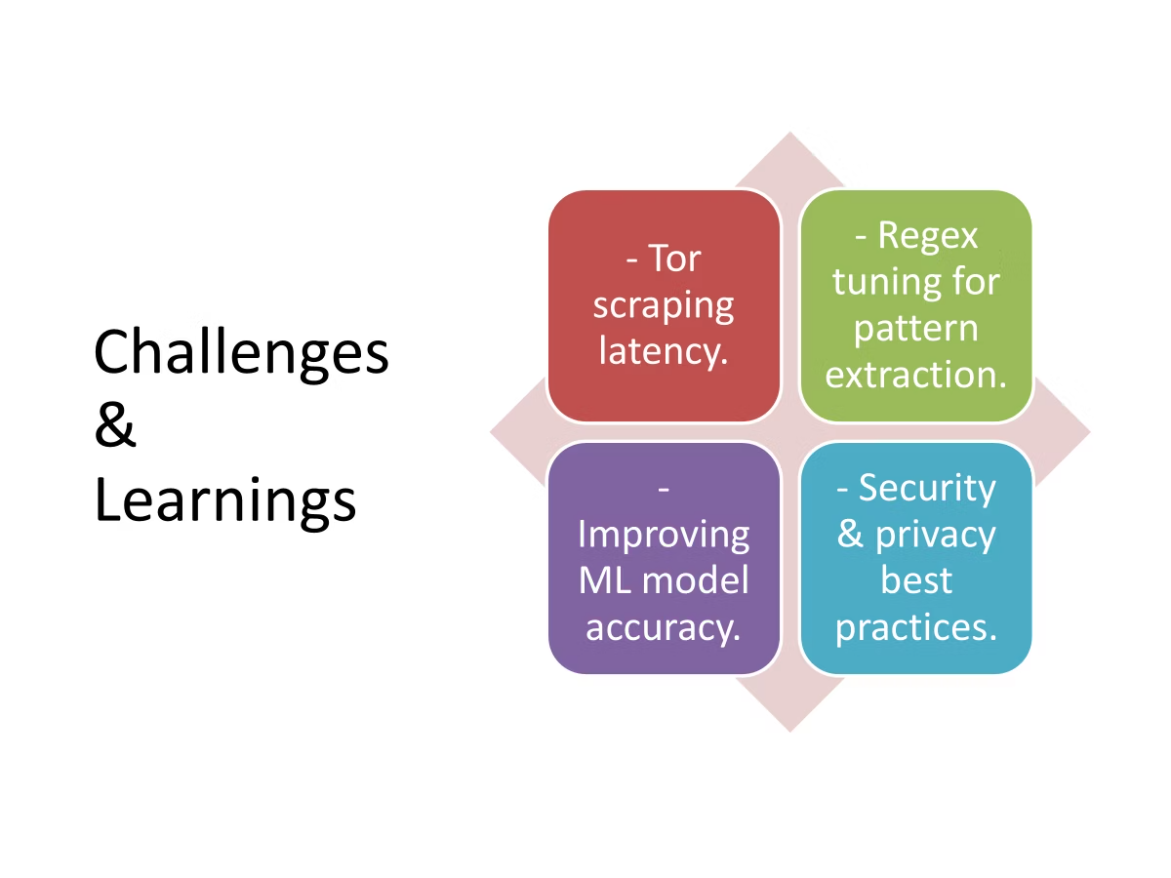 Challenges
&
Learnings
- Tor
scraping
latency.
- Regex
tuning for
pattern
extraction.
-
Improving
ML model
accuracy.
- Security
& privacy
best
practices.